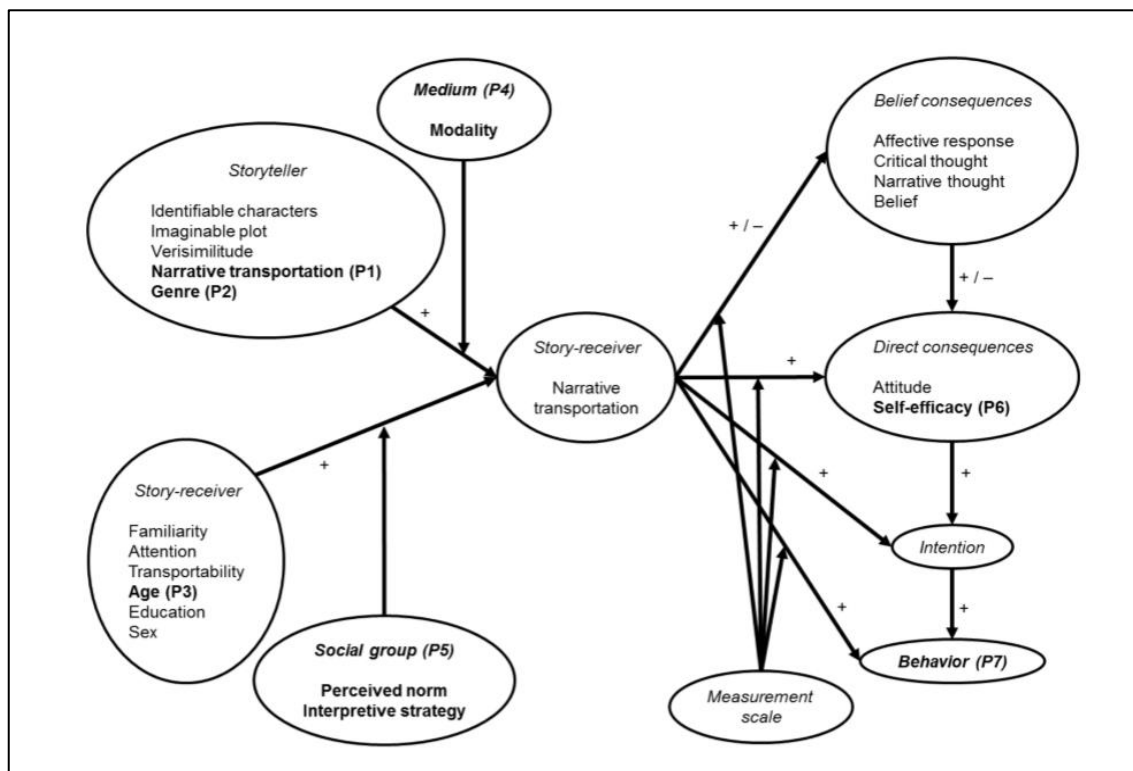 Medium (P4)
Modality
Storyteller
Identifiable characters
Imaginable plot
Verisimilitude
Narrative transportation (P1)
Genre (P2)
+
Story-receiver
Familiarity
Attention
Transportability
Age (P3)
Education
Sex
+
Social group (P5)
Perceived norm
Interpretive strategy
Story-receiver
Narrative
transportation
+ / –
+
+
+
Measurement
scale
Belief consequences
Affective response
Critical thought
Narrative thought
Belief
+ / –
Direct consequences
Attitude
Self-efficacy (P6)
+
Intention
+
Behavior (P7)